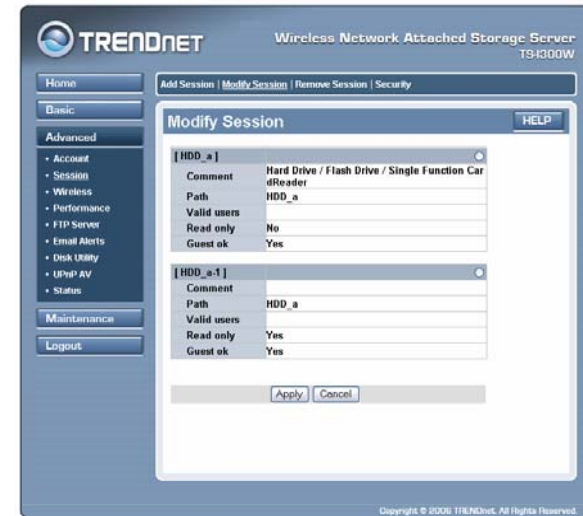 TRENDNET
Wireless Network Attached Storage Server
TS-I300W
Home
Basic
Advanced
• Account
• Session
• Wireless
• Performance
• FTP Server
• Email Alerts
• Disk Utility
• UPnP AV
• Status
Maintenance
Logout
Add Session | Modify Session | Remove Session | Security
Modify Session
HELP
[ HDD_a ]
Comment Hard Drive / Flash Drive / Single Function Car
dReader
Path HDD_a
Valid users
Read only No
Guest ok Yes
[ HDD_a-1 ]
Comment
Path HDD_a
Valid users
Read only Yes
Guest ok Yes
Apply Cancel
Copyright © 2006 TRENDnet. All Rights Reserved.